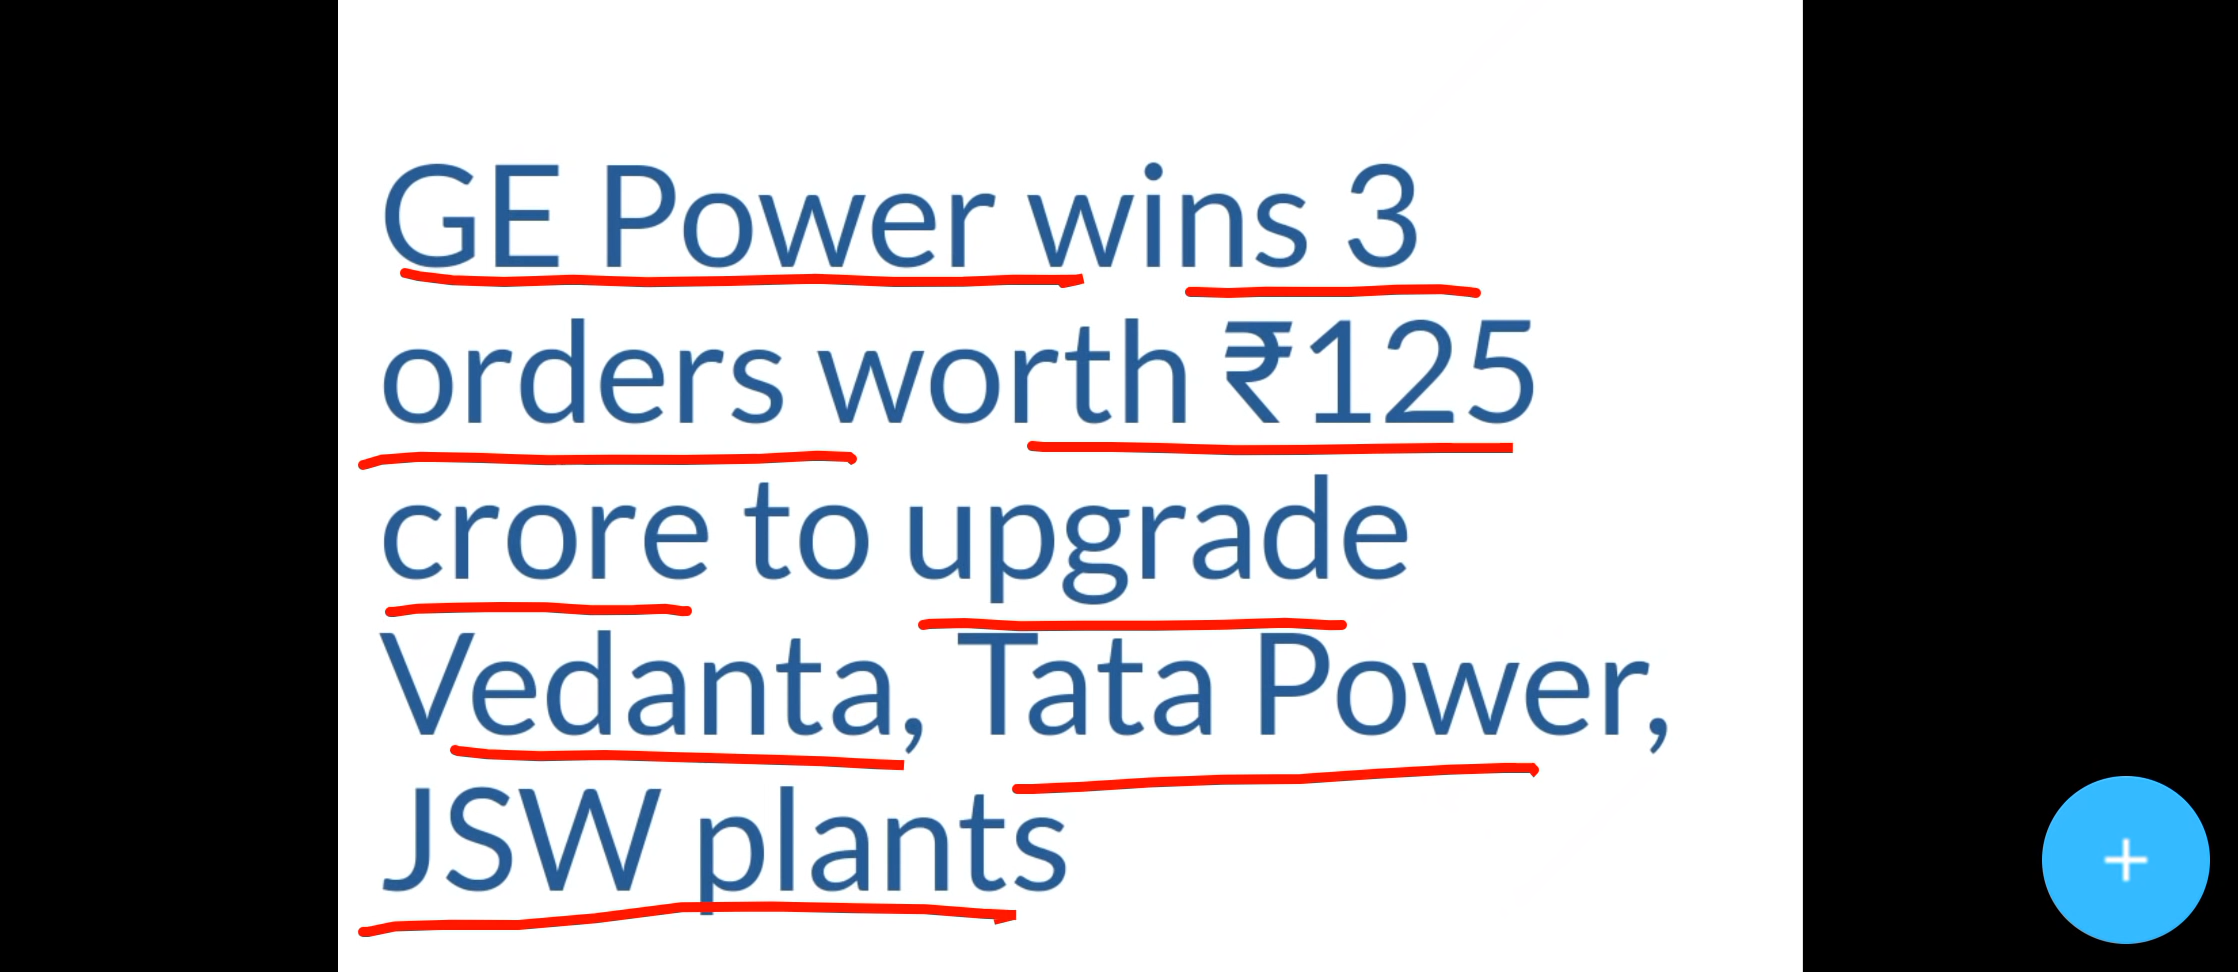 GE Power wins 3
orders worth ₹125
crore to upgrade
Vedanta, Tata Power,
JSW plants